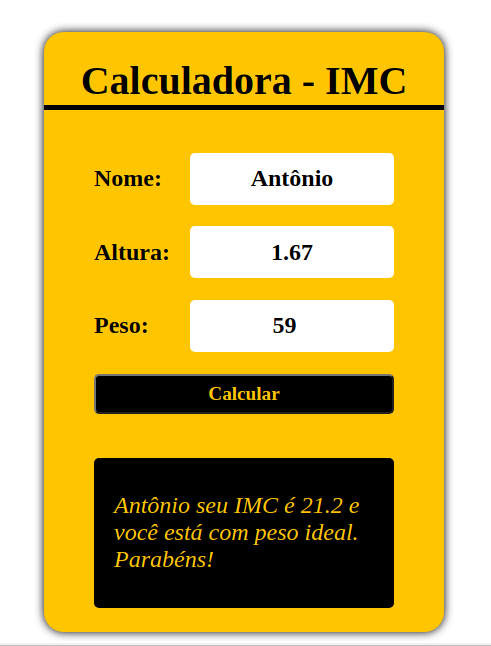 Calculadora - IMC
Nome: Antônio
Altura: 1.67
Peso: 59
Calcular
Antônio seu IMC é 21.2 e
você está com peso ideal.
Parabéns!